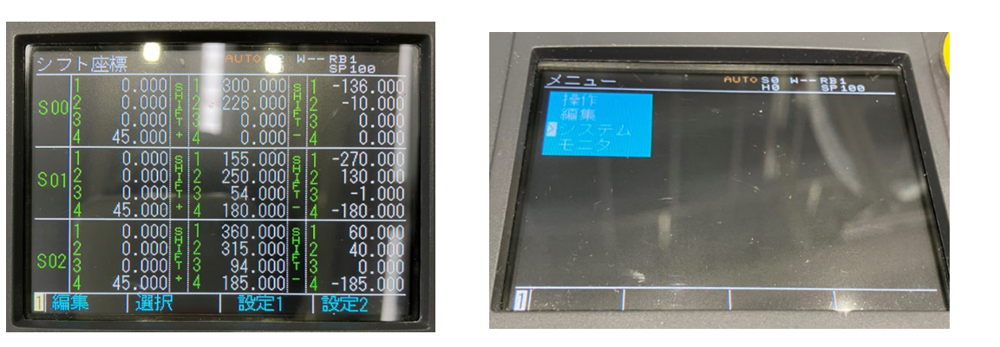 シフト座標 AUTO W-- RB1
SP100
S00
1 0.000 SHIFT+ 1 300.000 SHIFT- 1 -136.000
2 0.000 2 226.000 2 -10.000
3 0.000 3 0.000 3 0.000
4 45.000 4 0.000 4 0.000
S01
1 0.000 SHIFT+ 1 155.000 SHIFT- 1 -270.000
2 0.000 2 250.000 2 130.000
3 0.000 3 54.000 3 -1.000
4 45.000 4 180.000 4 -180.000
S02
1 0.000 SHIFT+ 1 360.000 SHIFT- 1 60.000
2 0.000 2 315.000 2 40.000
3 0.000 3 94.000 3 0.000
4 45.000 4 185.000 4 -185.000
1 編集 選択 設定1 設定2
メニュー AUTO S0 W-- RB1
H0 SP100
操作
編集
>システム
モニタ
1